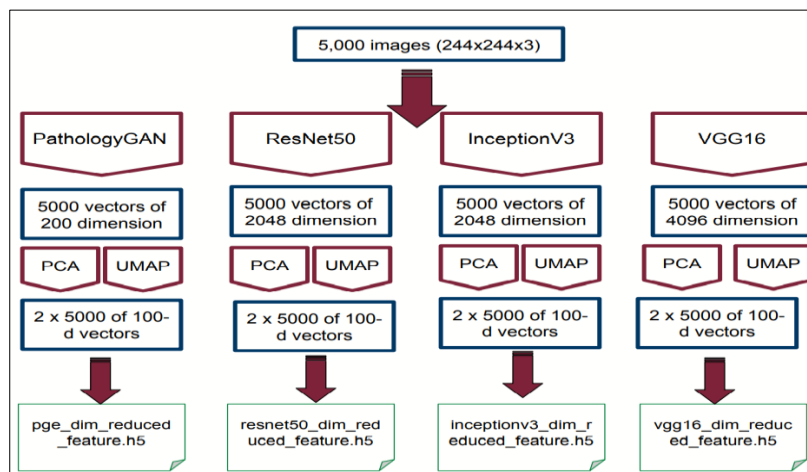 5,000 images (244x244x3)
PathologyGAN
ResNet50
InceptionV3
VGG16
5000 vectors of
200 dimension
5000 vectors of
2048 dimension
5000 vectors of
2048 dimension
5000 vectors of
4096 dimension
PCA
UMAP
PCA
UMAP
PCA
UMAP
PCA
UMAP
2 x 5000 of 100-
d vectors
2 x 5000 of 100-
d vectors
2 x 5000 of 100-
d vectors
2 x 5000 of 100-
d vectors
pge_dim_reduced
_feature.h5
resnet50_dim_red
uced_feature.h5
inceptionv3_dim_r
educed_feature.h5
vgg16_dim_reduc
ed_feature.h5